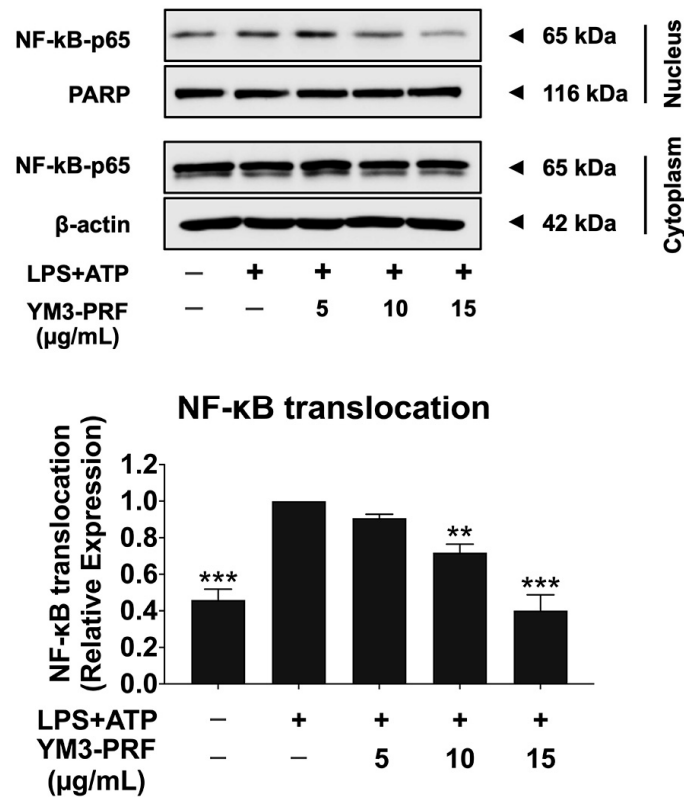 NF-kB-p65 ◄ 65 kDa
PARP ◄ 116 kDa
Nucleus
NF-kB-p65 ◄ 65 kDa
β-actin ◄ 42 kDa
Cytoplasm
LPS+ATP – + + + +
YM3-PRF – – 5 10 15
(μg/mL)
NF-κB translocation
NF-κB translocation
(Relative Expression)
1.2
1.0
0.8
0.6
0.4
0.2
0.0
*** ** ***
LPS+ATP – + + + +
YM3-PRF – – 5 10 15
(μg/mL)